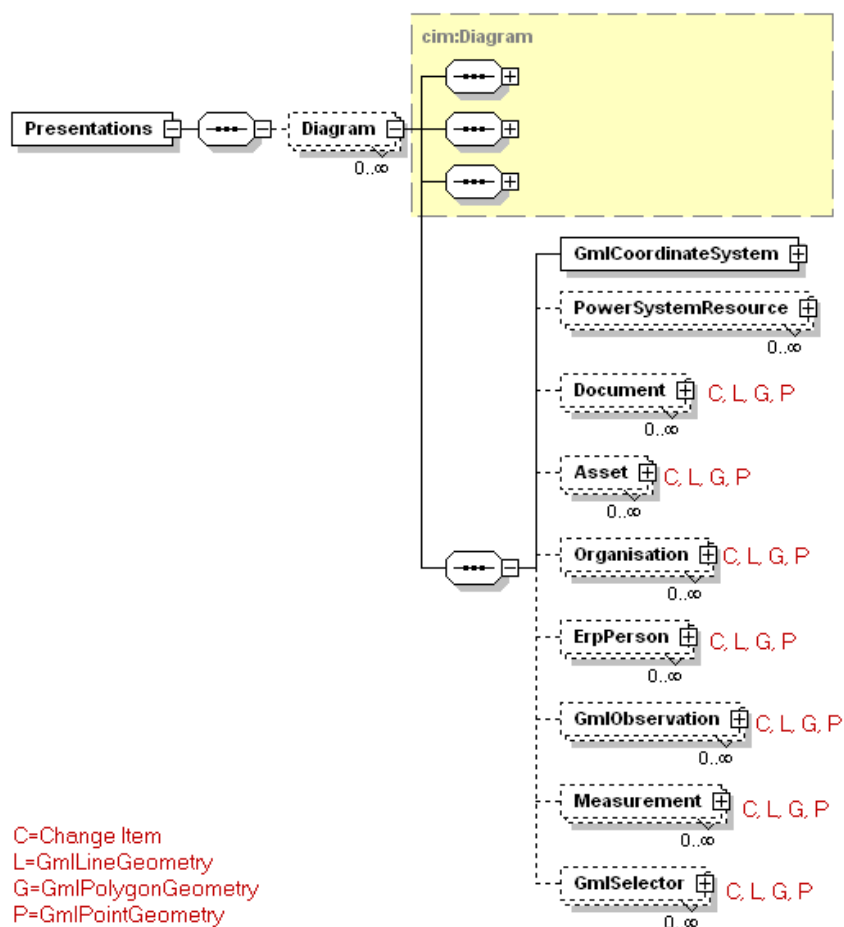 cim:Diagram
Presentations
Diagram
0..∞
GmlCoordinateSystem
PowerSystemResource
0..∞
Document C, L, G, P
0..∞
Asset C, L, G, P
0..∞
Organisation C, L, G, P
0..∞
ErpPerson C, L, G, P
0..∞
GmlObservation C, L, G, P
0..∞
Measurement C, L, G, P
0..∞
GmlSelector C, L, G, P
0..∞
C=Change Item
L=GmlLineGeometry
G=GmlPolygonGeometry
P=GmlPointGeometry